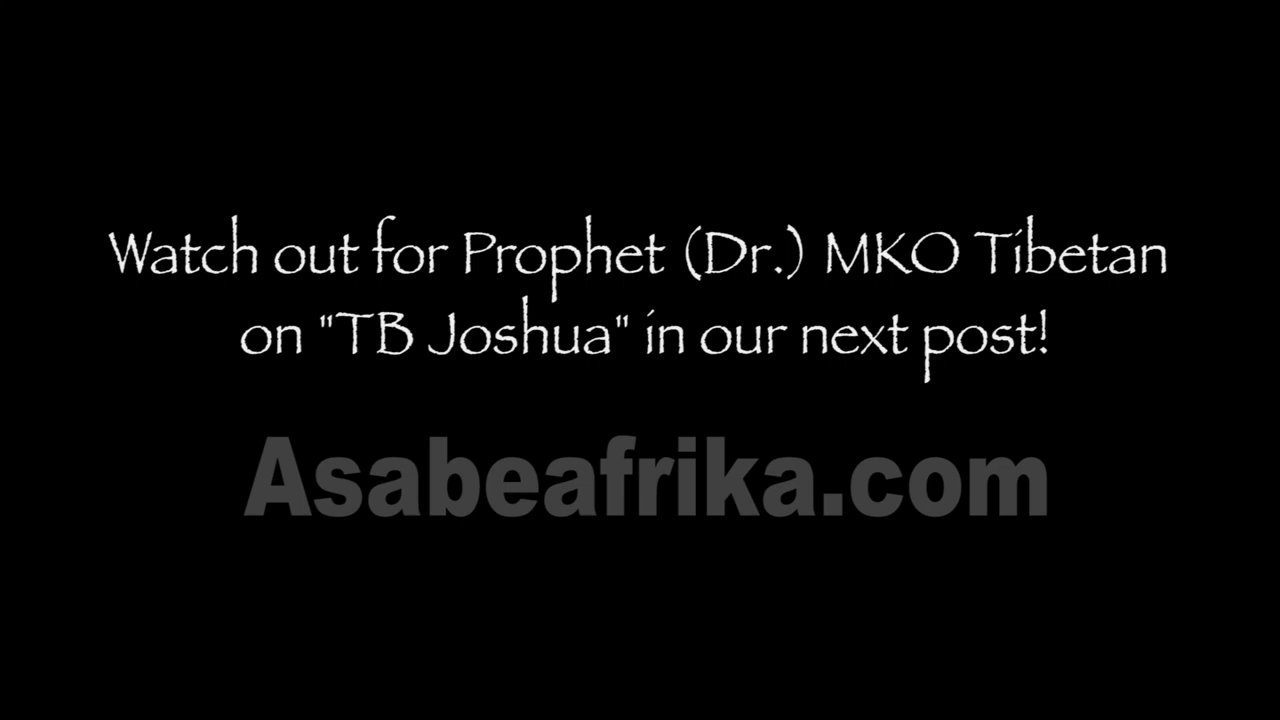 Watch out for Prophet (Dr.) MKO Tibetan
on "TB Joshua" in our next post!
Asabeafrika.com